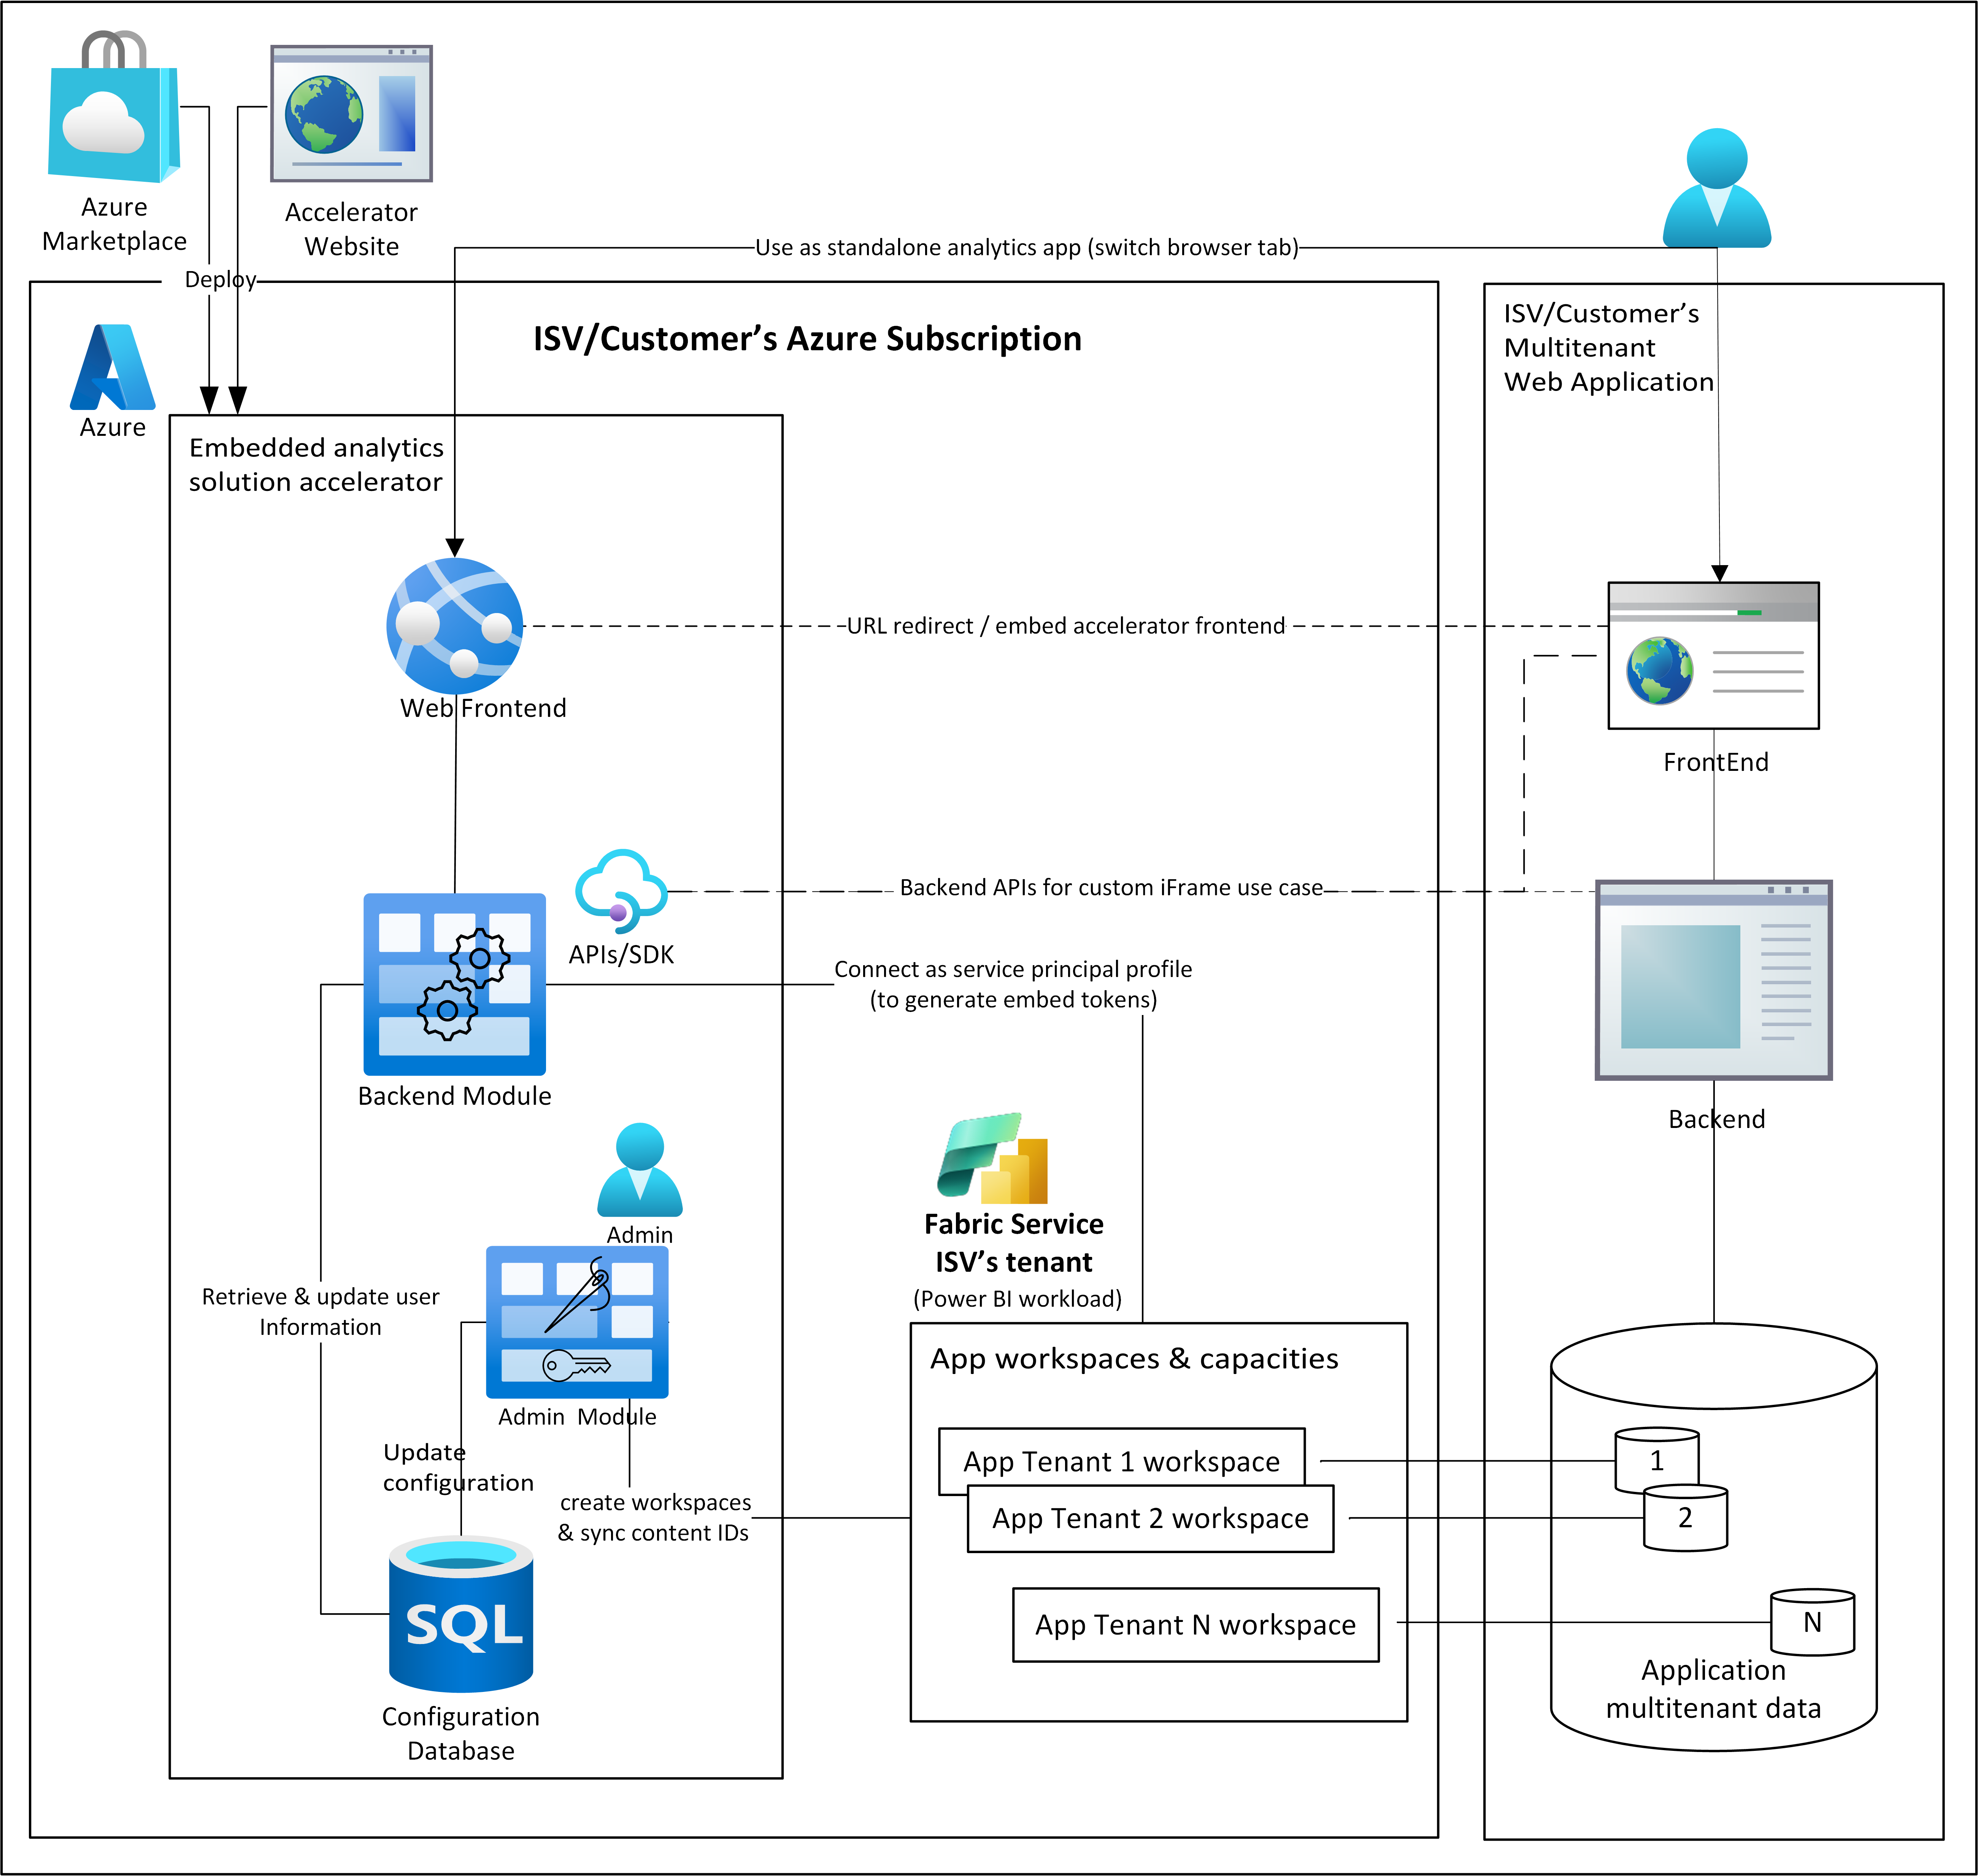 Azure
Marketplace
Accelerator
Website
Deploy
Use as standalone analytics app (switch browser tab)
ISV/Customer's Azure Subscription
Azure
Embedded analytics
solution accelerator
Web Frontend
URL redirect / embed accelerator frontend
APIs/SDK
Backend APIs for custom iFrame use case
Backend Module
Connect as service principal profile
(to generate embed tokens)
Admin
Admin Module
Retrieve & update user
Information
Update
configuration
create workspaces
& sync content IDs
SQL
Configuration
Database
Fabric Service
ISV's tenant
(Power BI workload)
App workspaces & capacities
App Tenant 1 workspace
App Tenant 2 workspace
App Tenant N workspace
ISV/Customer's
Multitenant
Web Application
FrontEnd
Backend
1
2
N
Application
multitenant data